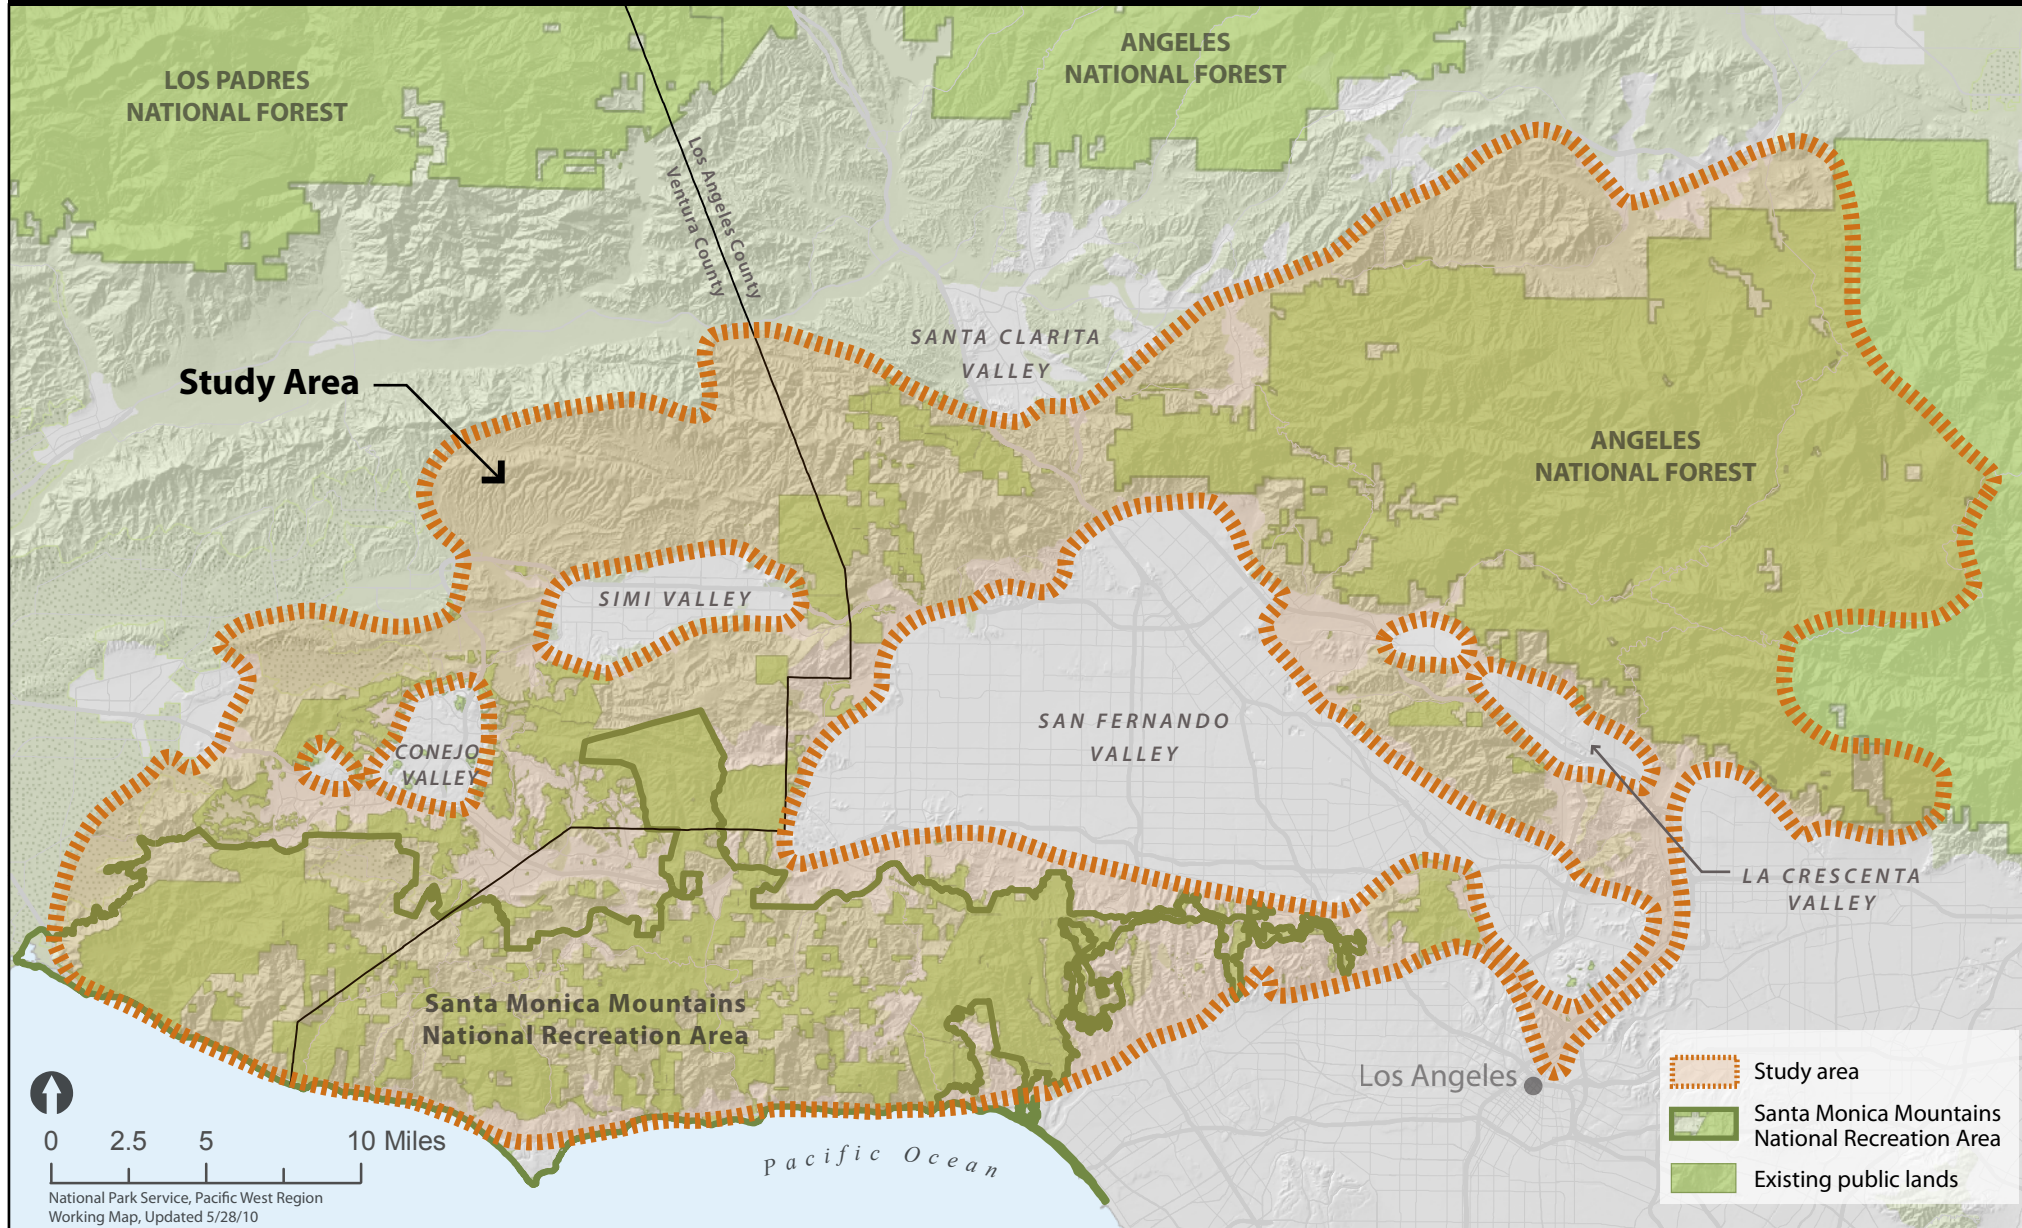 LOS PADRES
NATIONAL FOREST
ANGELES
NATIONAL FOREST
Los Angeles County
Ventura County
SANTA CLARITA
VALLEY
Study Area
ANGELES
NATIONAL FOREST
SIMI VALLEY
SAN FERNANDO
VALLEY
CONEJO
VALLEY
LA CRESCENTA
VALLEY
Santa Monica Mountains
National Recreation Area
Los Angeles
Pacific Ocean
0 2.5 5 10 Miles
National Park Service, Pacific West Region
Working Map, Updated 5/28/10
Study area
Santa Monica Mountains
National Recreation Area
Existing public lands